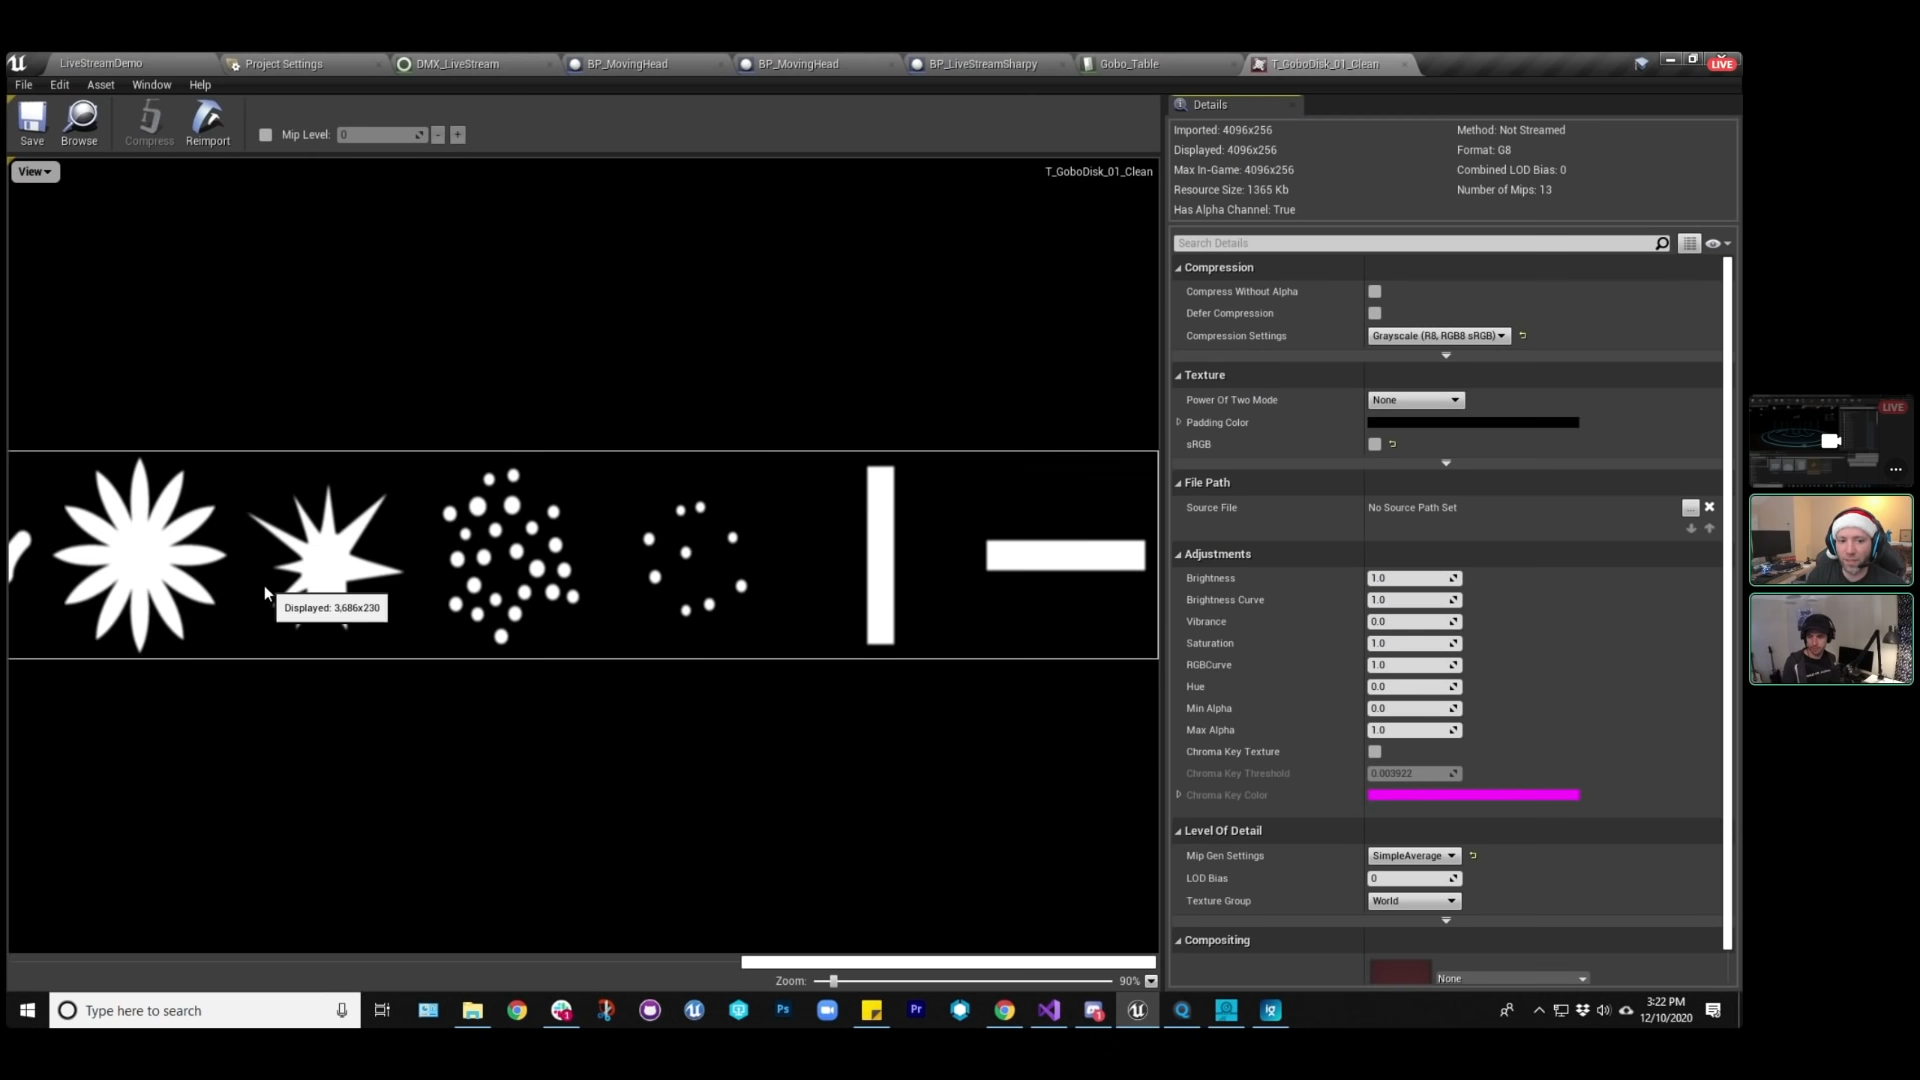 LiveStreamDemo
Project Settings
DMX_LiveStream
BP_MovingHead
BP_MovingHead
BP_LiveStreamSharpy
Gobo_Table
T_GoboDisk_01_Clean
LIVE
File Edit Asset Window Help
Save
Browse
Compress
Reimport
Mip Level: 0
- +
View
T_GoboDisk_01_Clean
Displayed: 3,686x230
Zoom: 90%
Details
Imported: 4096x256
Method: Not Streamed
Displayed: 4096x256
Format: G8
Max In-Game: 4096x256
Combined LOD Bias: 0
Resource Size: 1365 Kb
Number of Mips: 13
Has Alpha Channel: True
Search Details
Compression
Compress Without Alpha
Defer Compression
Compression Settings Grayscale (R8, RGB8 sRGB)
Texture
Power Of Two Mode None
Padding Color
sRGB
File Path
Source File No Source Path Set ...
Adjustments
Brightness 1.0
Brightness Curve 1.0
Vibrance 0.0
Saturation 1.0
RGBCurve 1.0
Hue 0.0
Min Alpha 0.0
Max Alpha 1.0
Chroma Key Texture
Chroma Key Threshold 0.003922
Chroma Key Color
Level Of Detail
Mip Gen Settings SimpleAverage
LOD Bias 0
Texture Group World
Compositing
None
LIVE
Type here to search
Ps
Pr
Q
ig
3:22 PM
12/10/2020